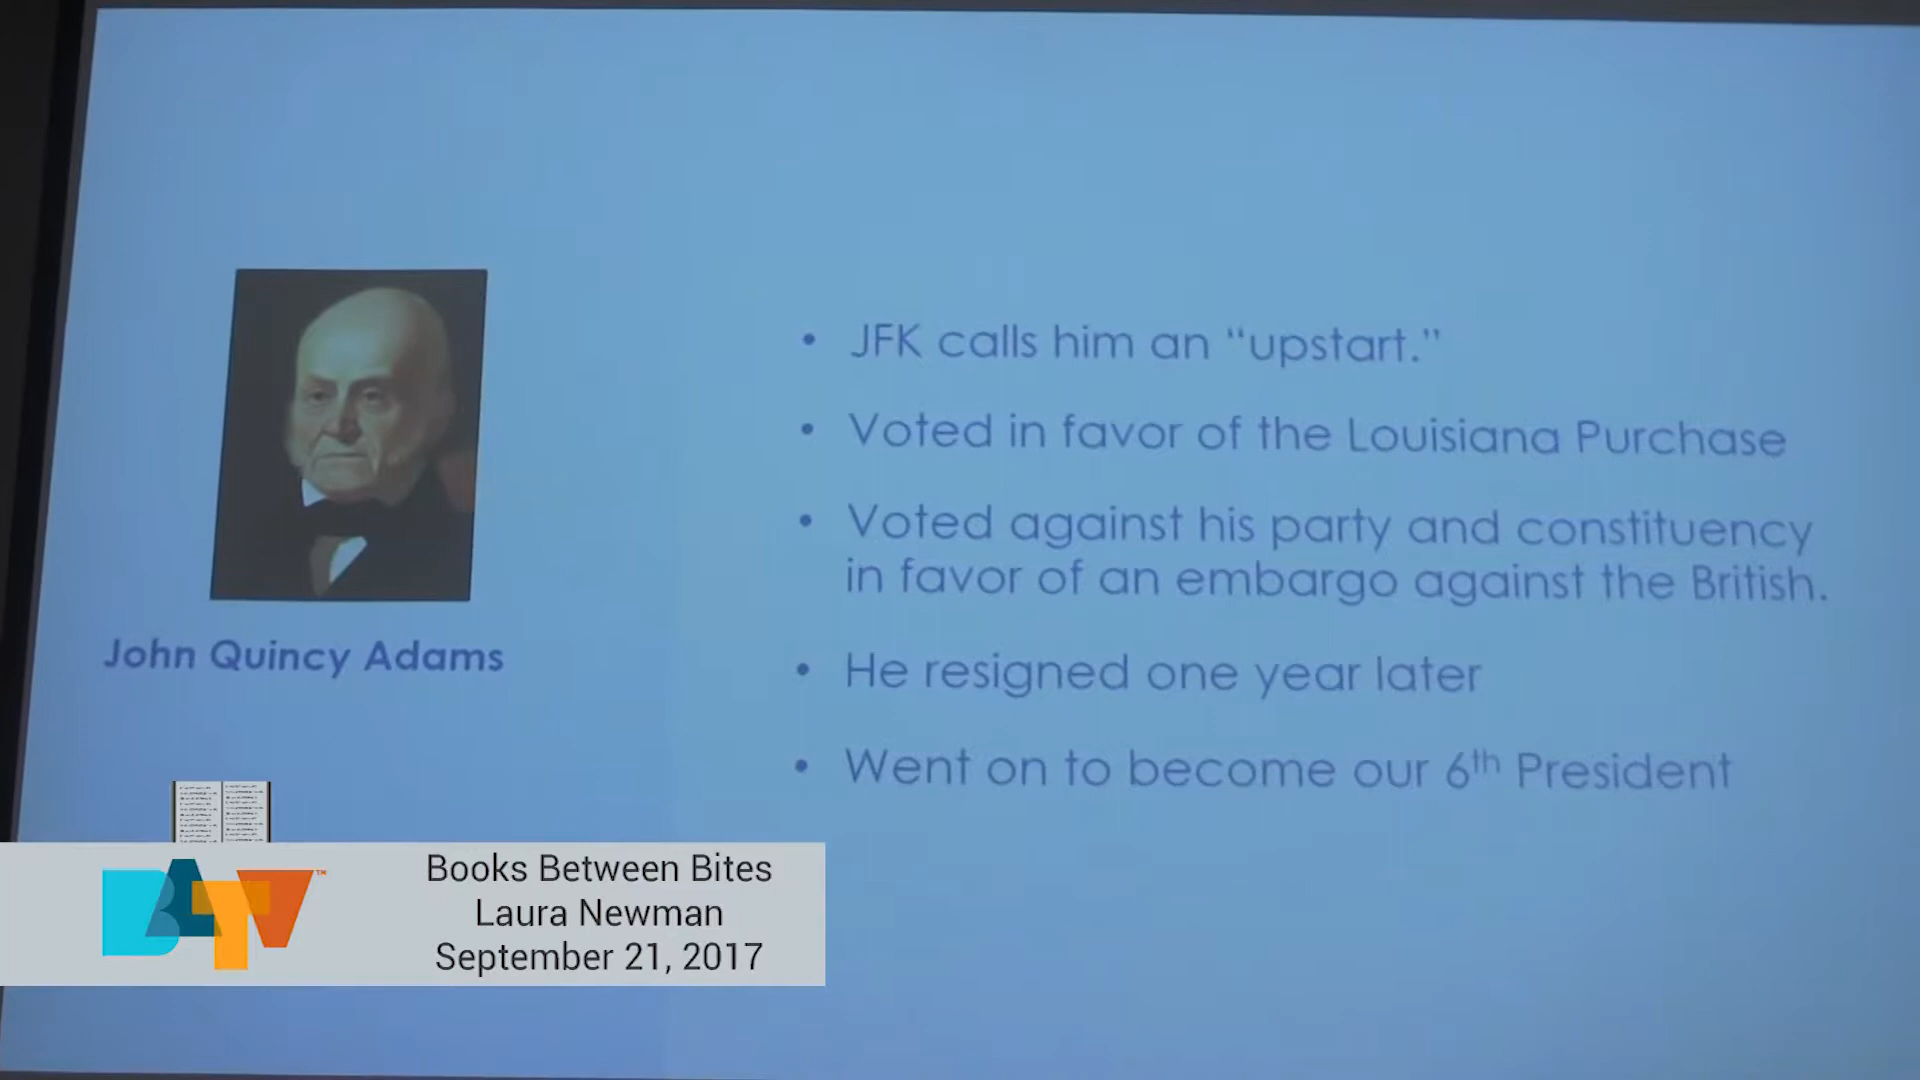 • JFK calls him an “upstart.”
• Voted in favor of the Louisiana Purchase
• Voted against his party and constituency
in favor of an embargo against the British.
• He resigned one year later
• Went on to become our 6th President
John Quincy Adams
BATV™
Books Between Bites
Laura Newman
September 21, 2017